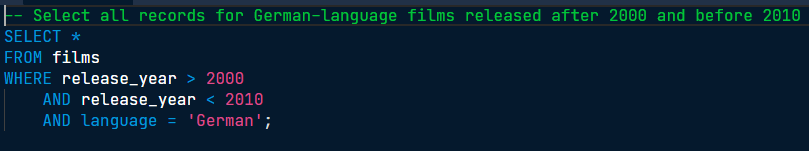 -- Select all records for German-language films released after 2000 and before 2010
SELECT *
FROM films
WHERE release_year > 2000
    AND release_year < 2010
    AND language = 'German';